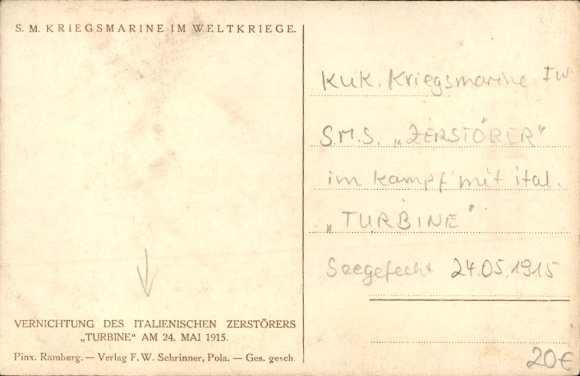 S. M. KRIEGSMARINE IM WELTKRIEGE.
VERNICHTUNG DES ITALIENISCHEN ZERSTÖRERS
„TURBINE“ AM 24. MAI 1915.
Pinx. Ramberg. — Verlag F. W. Schrinner, Pola. — Ges. gesch.
KuK. Kriegsmarine I W.
S.M.S. „ZERSTÖRER"
im Kampf mit ital.
„TURBINE"
Seegefecht 24.05.1915
20€